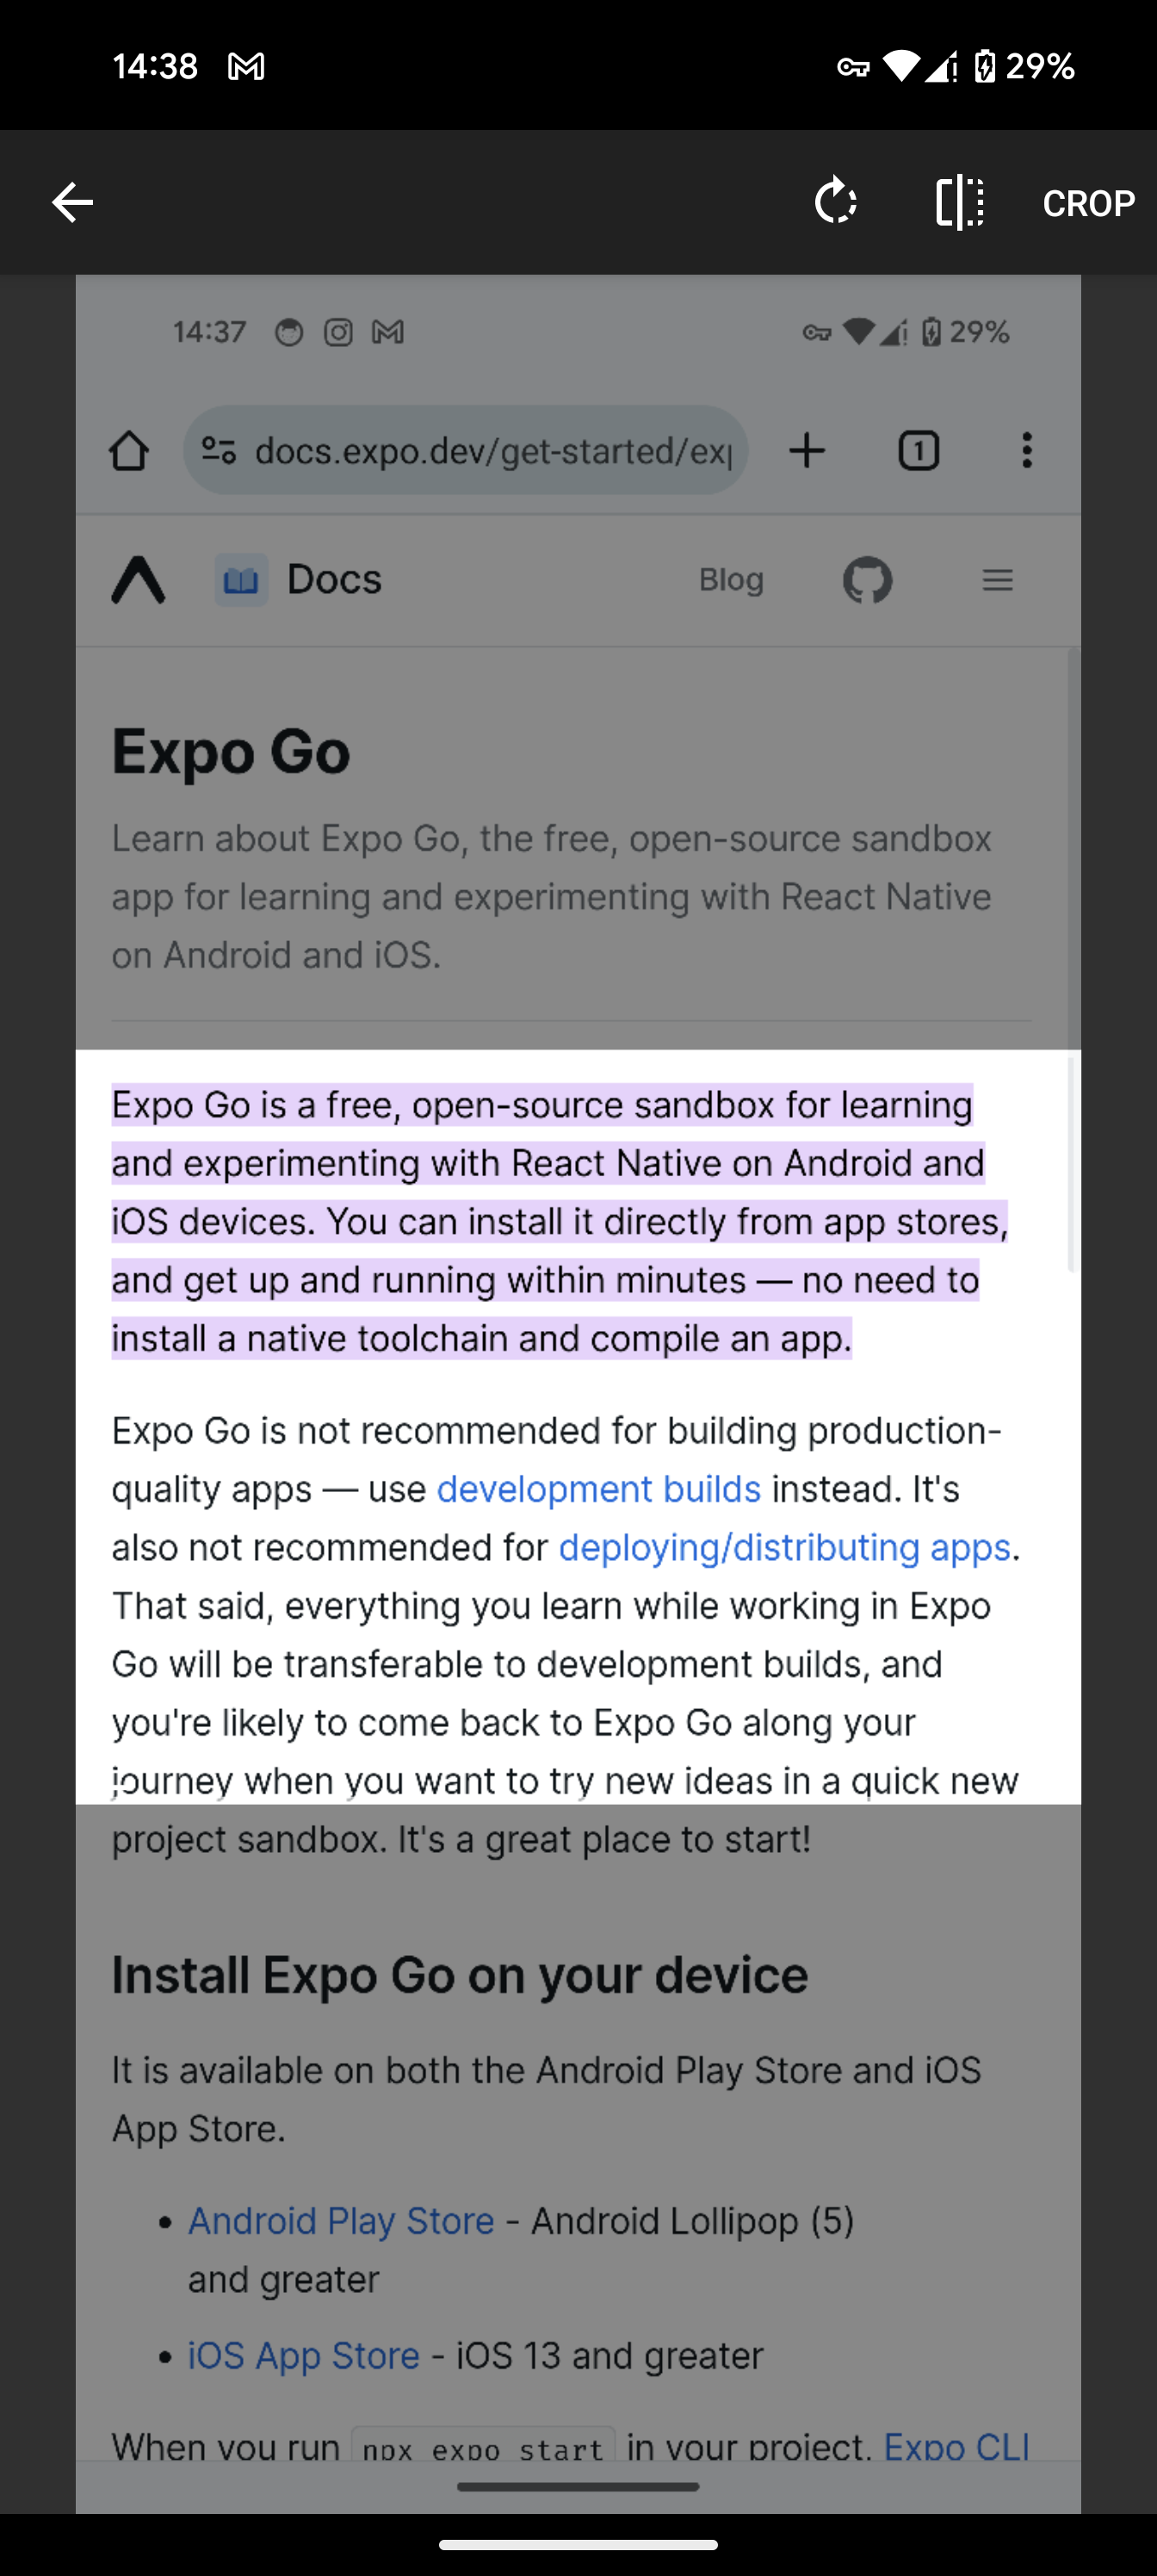 14:38
29%
CROP
14:37
29%
docs.expo.dev/get-started/exp
1
Docs
Blog
Expo Go
Learn about Expo Go, the free, open-source sandbox
app for learning and experimenting with React Native
on Android and iOS.
Expo Go is a free, open-source sandbox for learning
and experimenting with React Native on Android and
iOS devices. You can install it directly from app stores,
and get up and running within minutes — no need to
install a native toolchain and compile an app.
Expo Go is not recommended for building production-
quality apps — use development builds instead. It's
also not recommended for deploying/distributing apps.
That said, everything you learn while working in Expo
Go will be transferable to development builds, and
you're likely to come back to Expo Go along your
journey when you want to try new ideas in a quick new
project sandbox. It's a great place to start!
Install Expo Go on your device
It is available on both the Android Play Store and iOS
App Store.
• Android Play Store - Android Lollipop (5)
and greater
• iOS App Store - iOS 13 and greater
When you run npx expo start in your project, Expo CLI